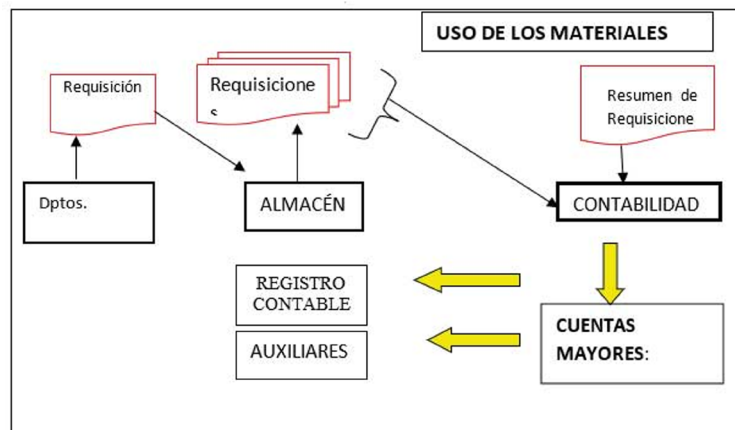 USO DE LOS MATERIALES
Requisición
Requisicione
s
Resumen de
Requisicione
Dptos.
ALMACÉN
CONTABILIDAD
REGISTRO
CONTABLE
AUXILIARES
CUENTAS
MAYORES: